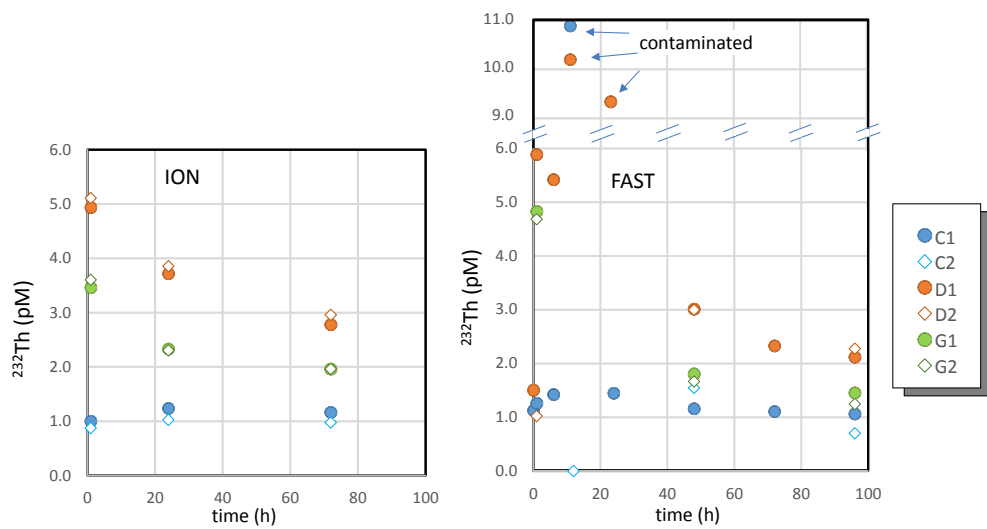 ION
6.0
5.0
4.0
3.0
2.0
1.0
0.0
²³²Th (pM)
0 20 40 60 80 100
time (h)
FAST
contaminated
11.0
10.0
9.0
6.0
5.0
4.0
3.0
2.0
1.0
0.0
²³²Th (pM)
0 20 40 60 80 100
time (h)
C1
C2
D1
D2
G1
G2